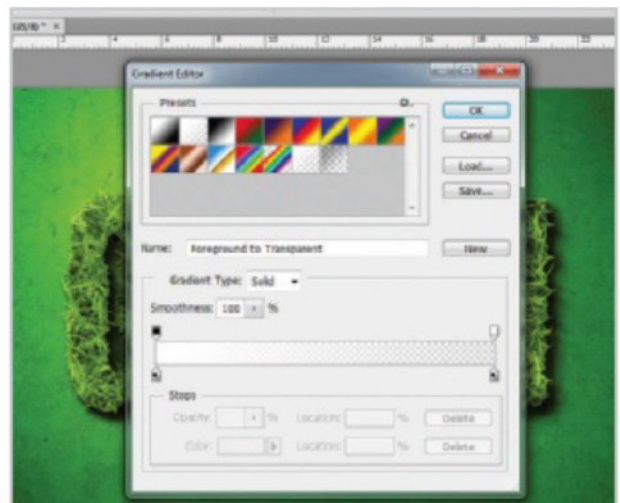 Gradient Editor
Presets
OK
Cancel
Load...
Save...
Name: Foreground to Transparent New
Gradient Type: Solid
Smoothness: 100 %
Stops
Opacity: % Location: % Delete
Color: Location: % Delete